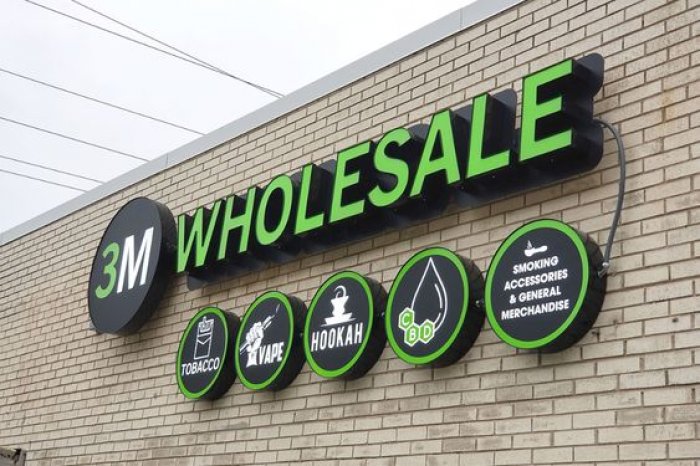 3M WHOLESALE
TOBACCO
VAPE
HOOKAH
CBD
SMOKING
ACCESSORIES
& GENERAL
MERCHANDISE